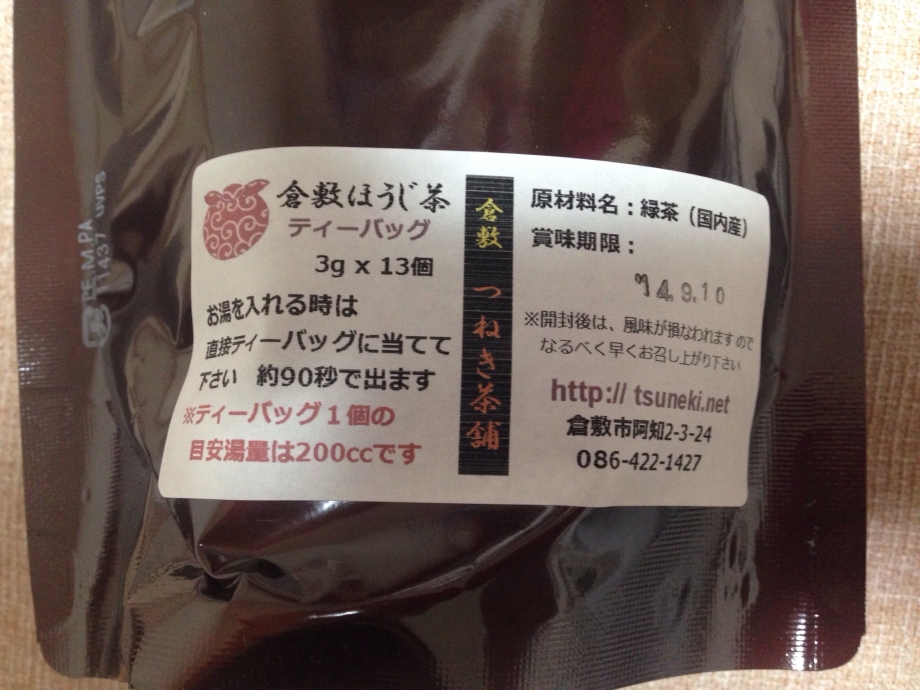 倉敷ほうじ茶
ティーバッグ
3g x 13個
お湯を入れる時は
直接ティーバッグに当てて
下さい 約90秒で出ます
※ティーバッグ1個の
目安湯量は200ccです
倉敷 つねき茶舗
原材料名：緑茶（国内産）
賞味期限：
'14.9.10
※開封後は、風味が損なわれますので
なるべく早くお召し上がり下さい
http:// tsuneki.net
倉敷市阿知2-3-24
086-422-1427
PE-M,PA